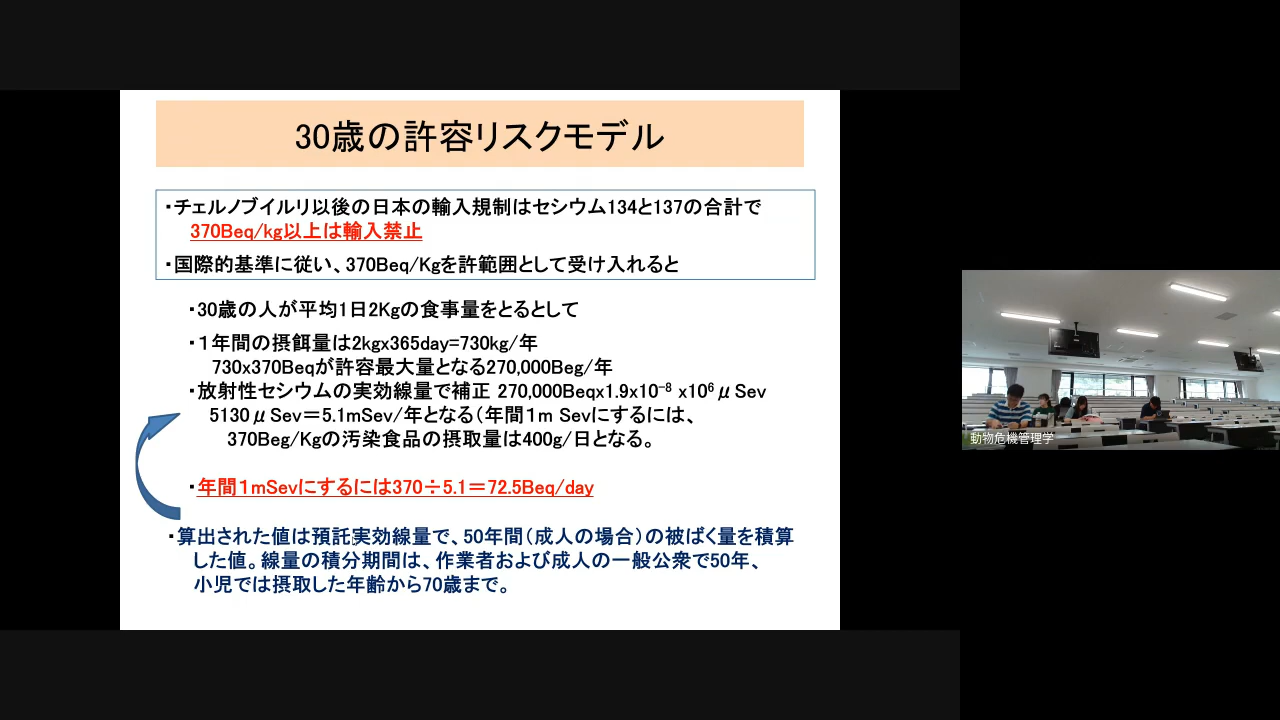 30歳の許容リスクモデル
・チェルノブイルリ以後の日本の輸入規制はセシウム134と137の合計で
370Beq/kg以上は輸入禁止
・国際的基準に従い、370Beq/Kgを許範囲として受け入れると
・30歳の人が平均1日2Kgの食事量をとるとして
・１年間の摂餌量は2kgx365day=730kg/年
730x370Beqが許容最大量となる270,000Beg/年
・放射性セシウムの実効線量で補正 270,000Beqx1.9x10⁻⁸ x10⁶μSev
5130μSev＝5.1mSev/年となる（年間１m Sevにするには、
370Beg/Kgの汚染食品の摂取量は400g/日となる。
・年間１mSevにするには370÷5.1＝72.5Beq/day
・算出された値は預託実効線量で、50年間（成人の場合）の被ばく量を積算
した値。線量の積分期間は、作業者および成人の一般公衆で50年、
小児では摂取した年齢から70歳まで。
動物危機管理学